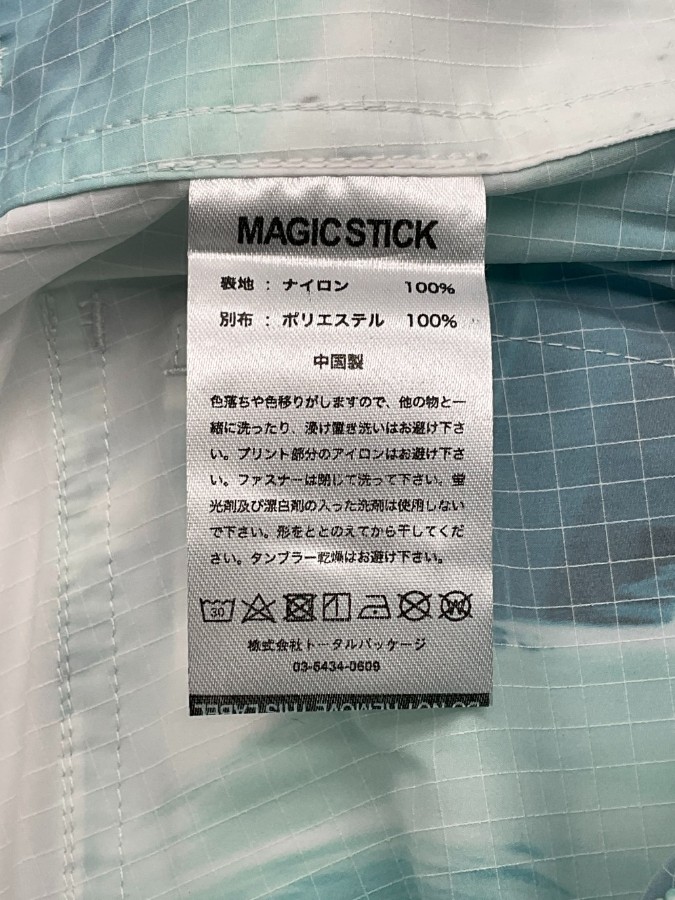 MAGIC STICK
表地 : ナイロン 100%
別布 : ポリエステル 100%
中国製
色落ちや色移りがしますので、他の物と一
緒に洗ったり、浸け置き洗いはお避け下さ
い。プリント部分のアイロンはお避け下さ
い。ファスナーは閉じて洗って下さい。蛍
光剤及び漂白剤の入った洗剤は使用しない
で下さい。形をととのえてから干してくだ
さい。タンブラー乾燥はお避け下さい。
30 W
株式会社トータルパッケージ
03-6434-0609
DO NOT REMOVE THIS LABEL